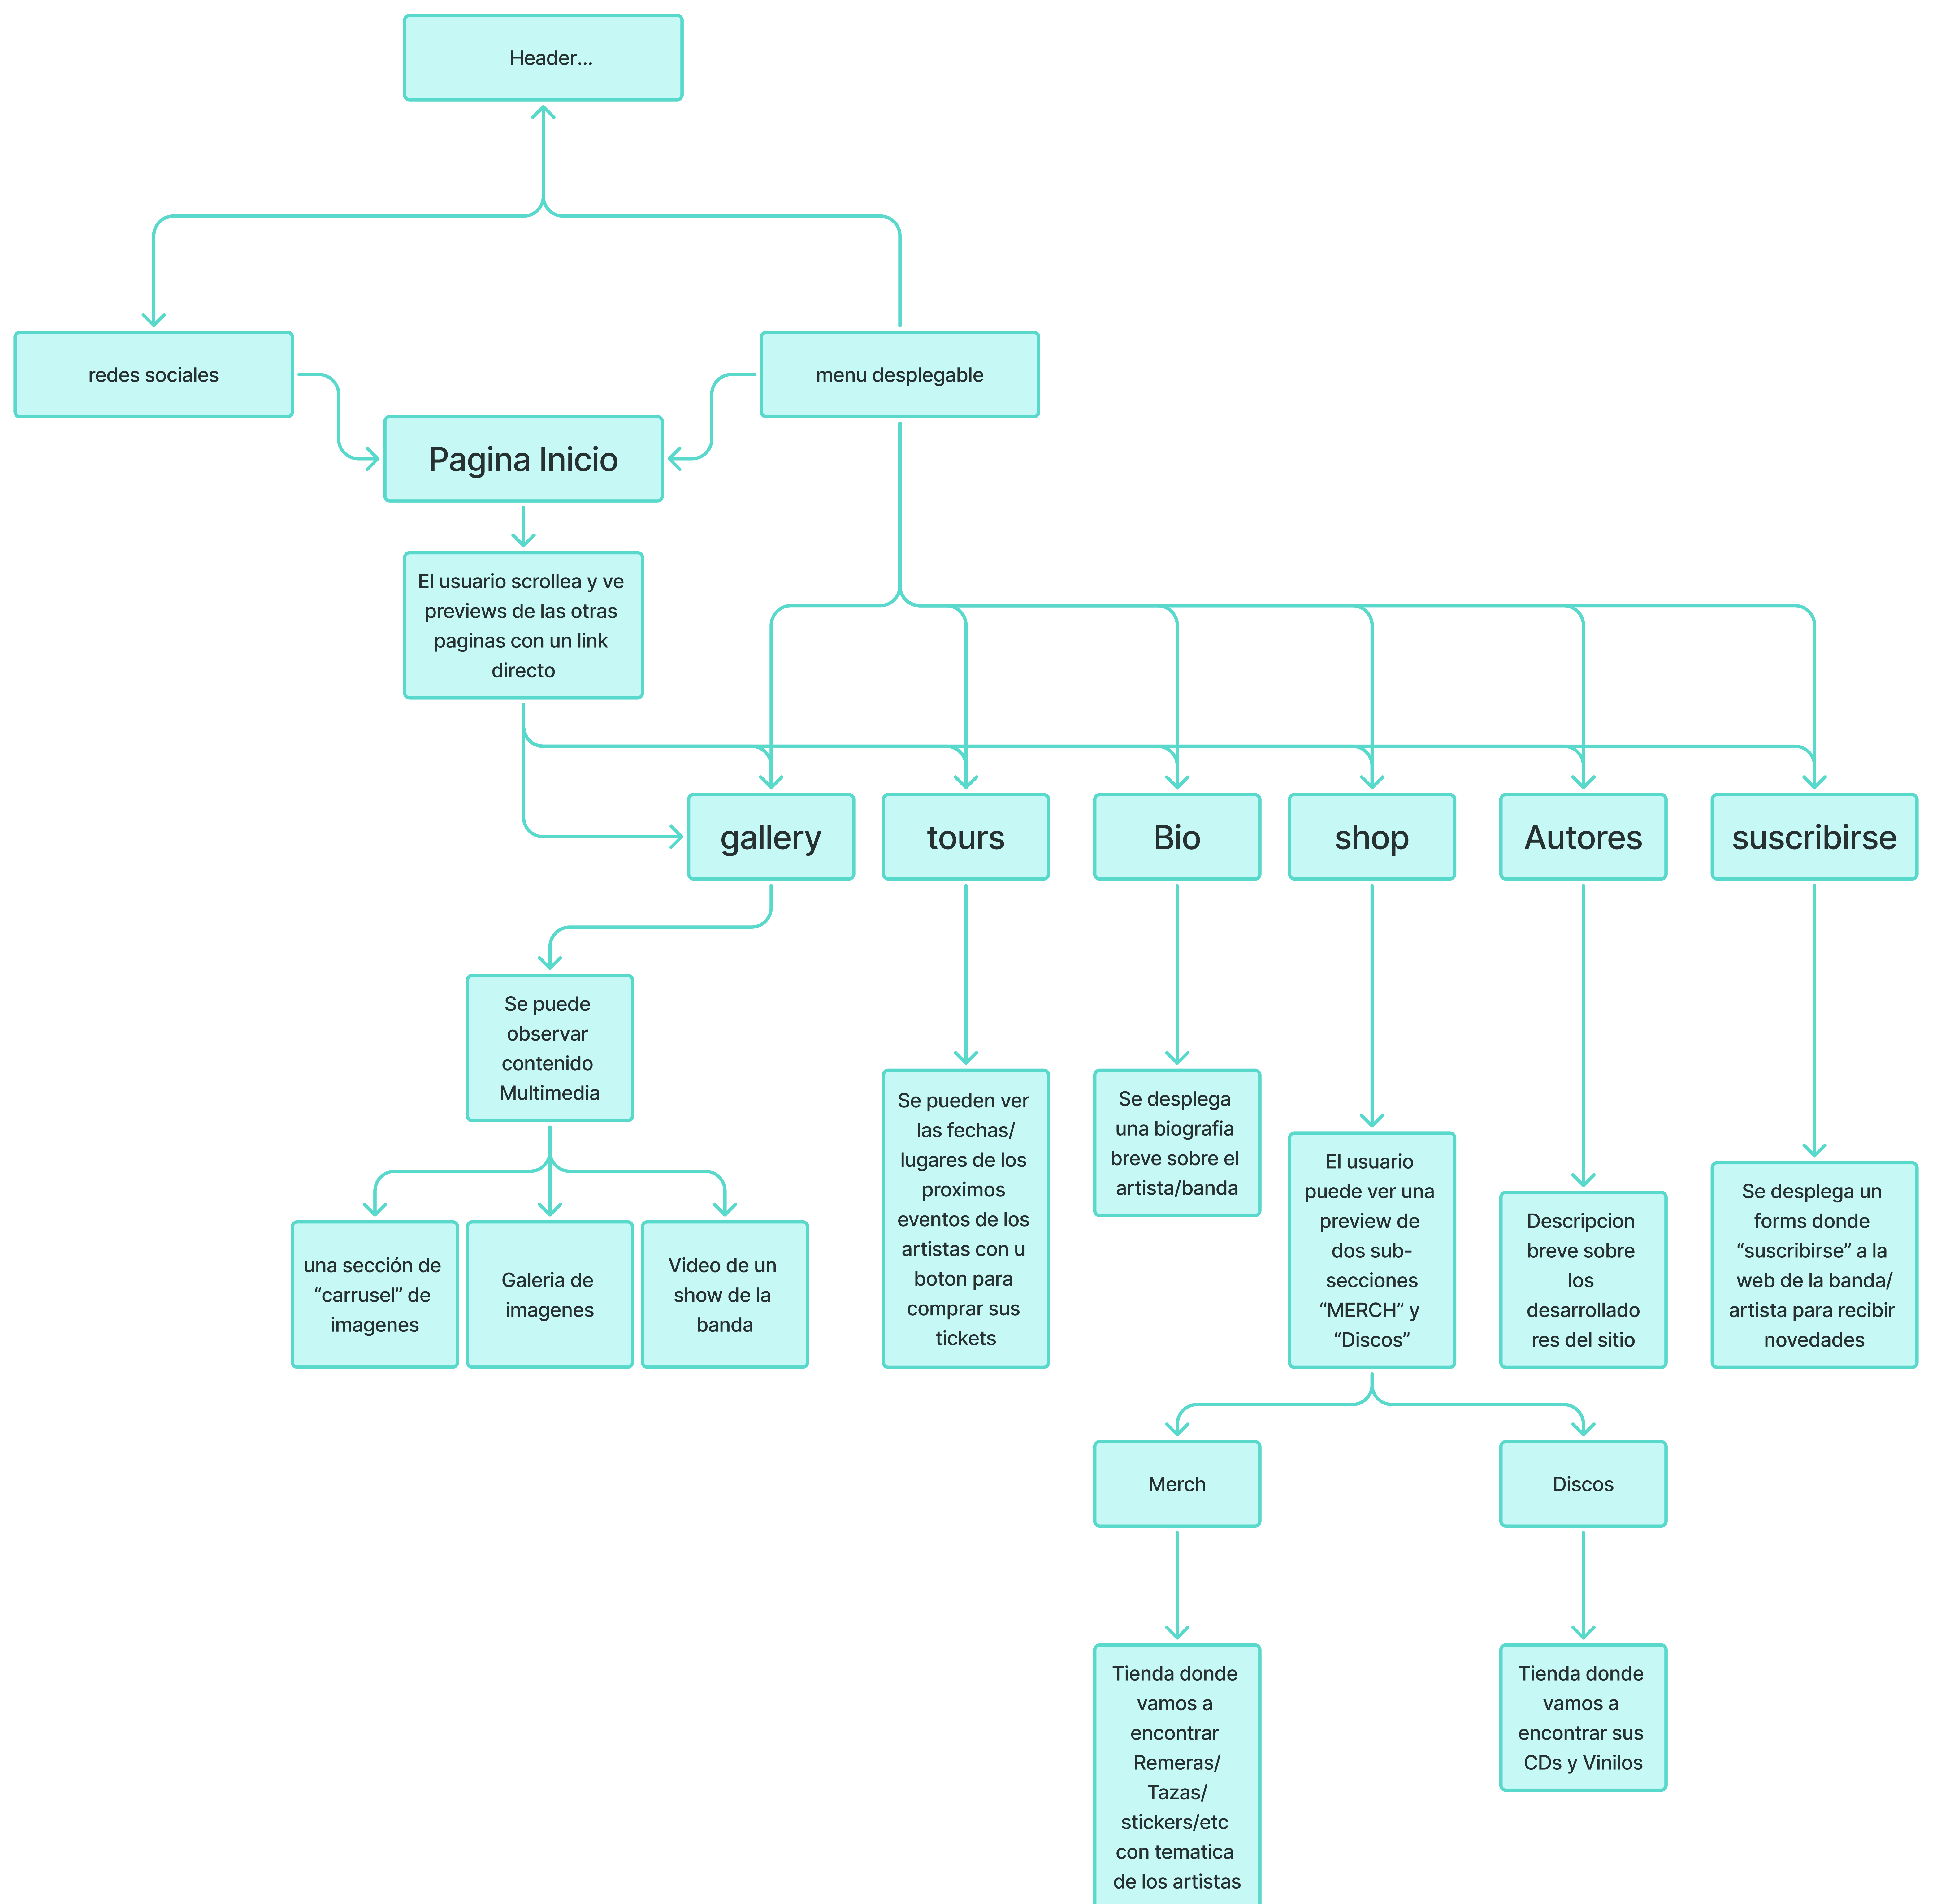 Header...
redes sociales
menu desplegable
Pagina Inicio
El usuario scrollea y ve
previews de las otras
paginas con un link
directo
gallery
tours
Bio
shop
Autores
suscribirse
Se puede
observar
contenido
Multimedia
una sección de
“carrusel” de
imagenes
Galeria de
imagenes
Video de un
show de la
banda
Se pueden ver
las fechas/
lugares de los
proximos
eventos de los
artistas con u
boton para
comprar sus
tickets
Se desplega
una biografia
breve sobre el
artista/banda
El usuario
puede ver una
preview de
dos sub-
secciones
“MERCH” y
“Discos”
Descripcion
breve sobre
los
desarrollado
res del sitio
Se desplega un
forms donde
“suscribirse” a la
web de la banda/
artista para recibir
novedades
Merch
Discos
Tienda donde
vamos a
encontrar
Remeras/
Tazas/
stickers/etc
con tematica
de los artistas
Tienda donde
vamos a
encontrar sus
CDs y Vinilos